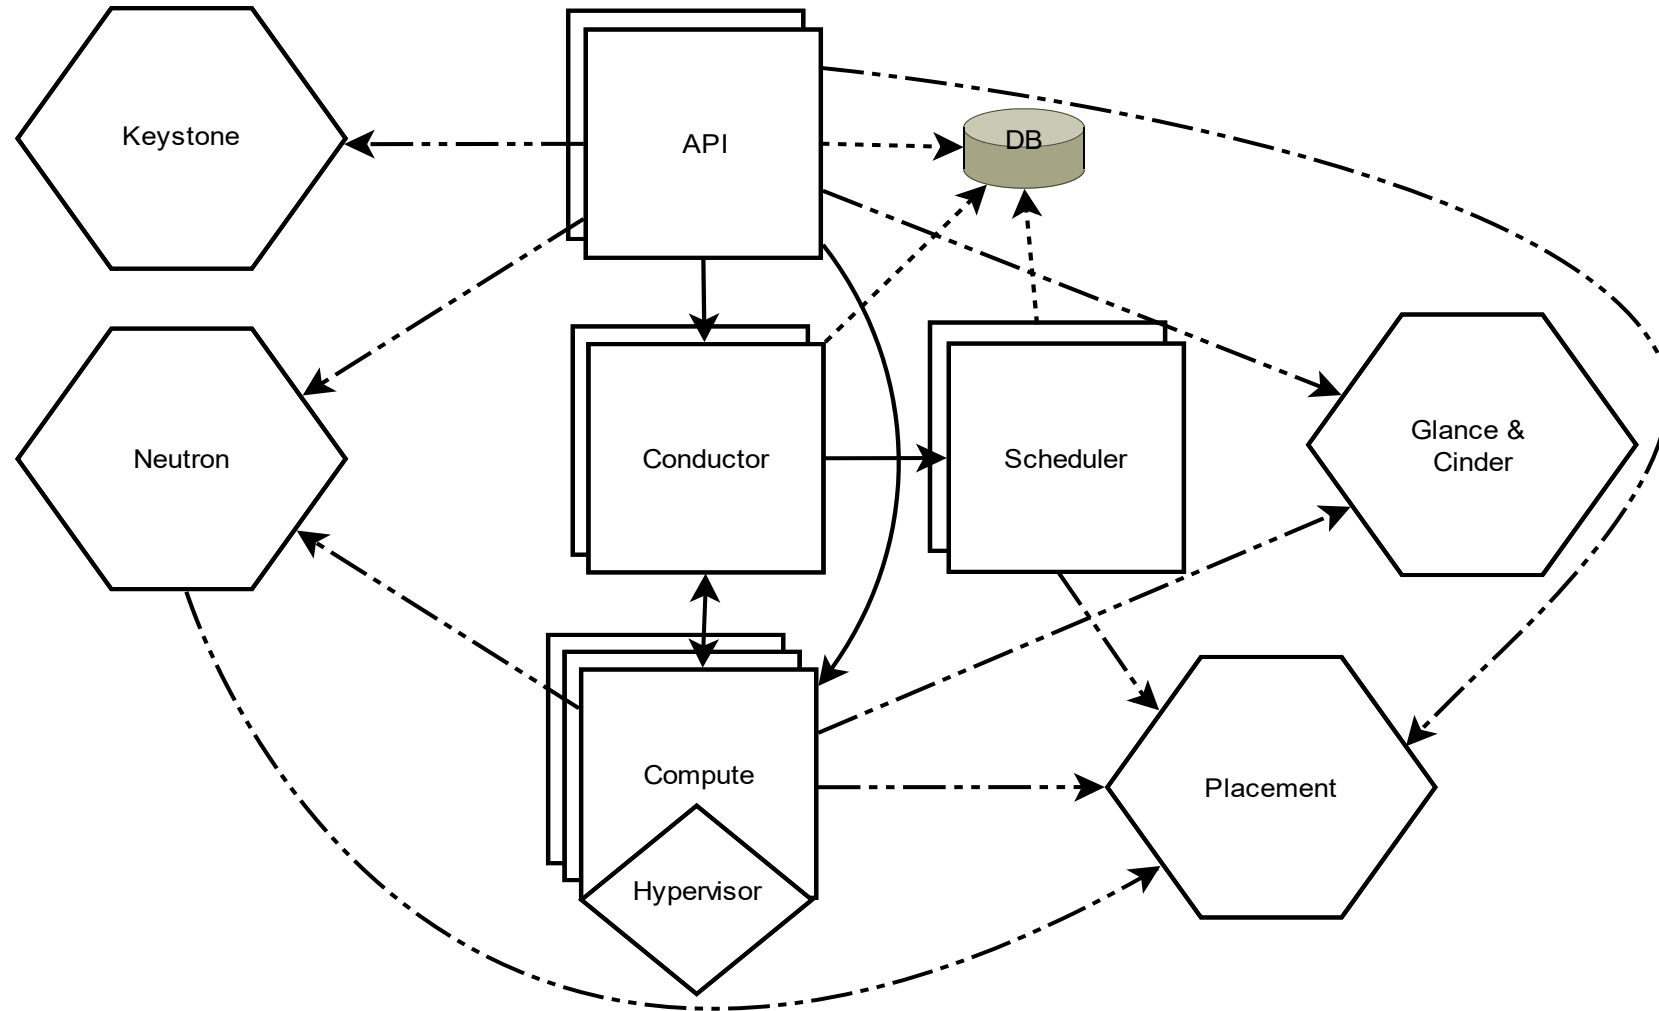 Keystone
API
DB
Neutron
Conductor
Scheduler
Glance &
Cinder
Compute
Placement
Hypervisor